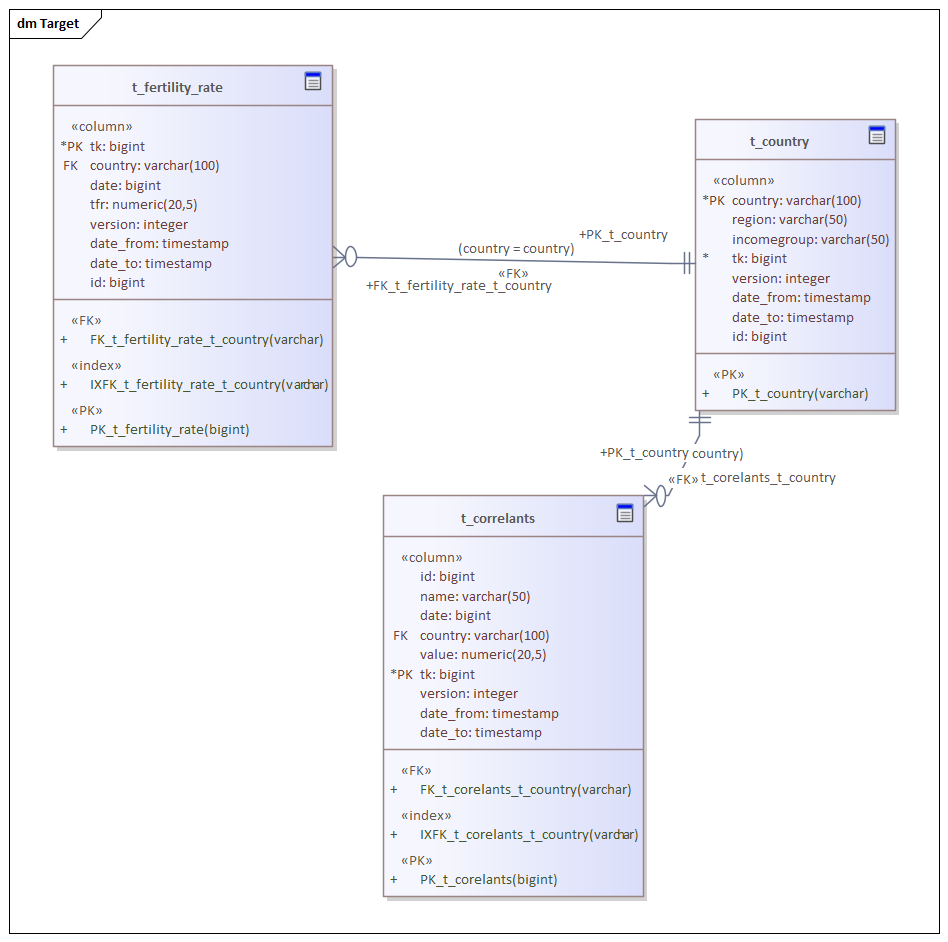 dm Target
t_fertility_rate
«column»
*PK tk: bigint
FK country: varchar(100)
date: bigint
tfr: numeric(20,5)
version: integer
date_from: timestamp
date_to: timestamp
id: bigint
«FK»
+ FK_t_fertility_rate_t_country(varchar)
«index»
+ IXFK_t_fertility_rate_t_country(varchar)
«PK»
+ PK_t_fertility_rate(bigint)
+PK_t_country
(country = country)
«FK»
+FK_t_fertility_rate_t_country
t_country
«column»
*PK country: varchar(100)
region: varchar(50)
incomegroup: varchar(50)
* tk: bigint
version: integer
date_from: timestamp
date_to: timestamp
id: bigint
«PK»
+ PK_t_country(varchar)
+PK_t_country country)
«FK» t_corelants_t_country
t_correlants
«column»
id: bigint
name: varchar(50)
date: bigint
FK country: varchar(100)
value: numeric(20,5)
*PK tk: bigint
version: integer
date_from: timestamp
date_to: timestamp
«FK»
+ FK_t_corelants_t_country(varchar)
«index»
+ IXFK_t_corelants_t_country(varchar)
«PK»
+ PK_t_corelants(bigint)